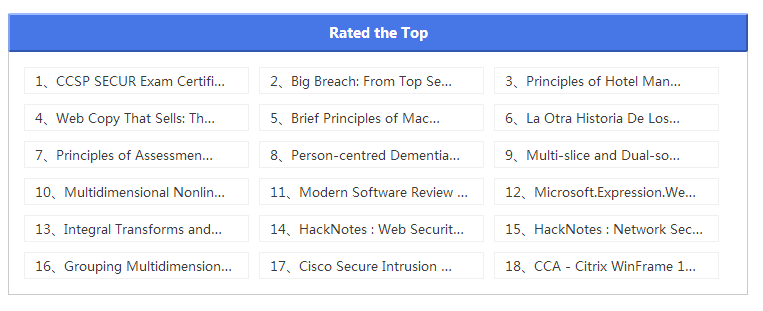 Rated the Top
1、CCSP SECUR Exam Certifi... 2、Big Breach: From Top Se... 3、Principles of Hotel Man...
4、Web Copy That Sells: Th... 5、Brief Principles of Mac... 6、La Otra Historia De Los...
7、Principles of Assessmen... 8、Person-centred Dementia... 9、Multi-slice and Dual-so...
10、Multidimensional Nonlin... 11、Modern Software Review ... 12、Microsoft.Expression.We...
13、Integral Transforms and... 14、HackNotes : Web Securit... 15、HackNotes : Network Sec...
16、Grouping Multidimension... 17、Cisco Secure Intrusion ... 18、CCA - Citrix WinFrame 1...